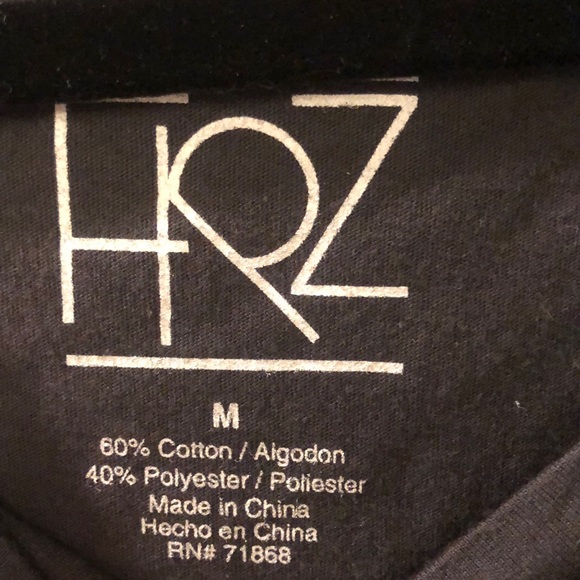 HRZ
M
60% Cotton / Algodon
40% Polyester / Poliester
Made in China
Hecho en China
RN# 71868